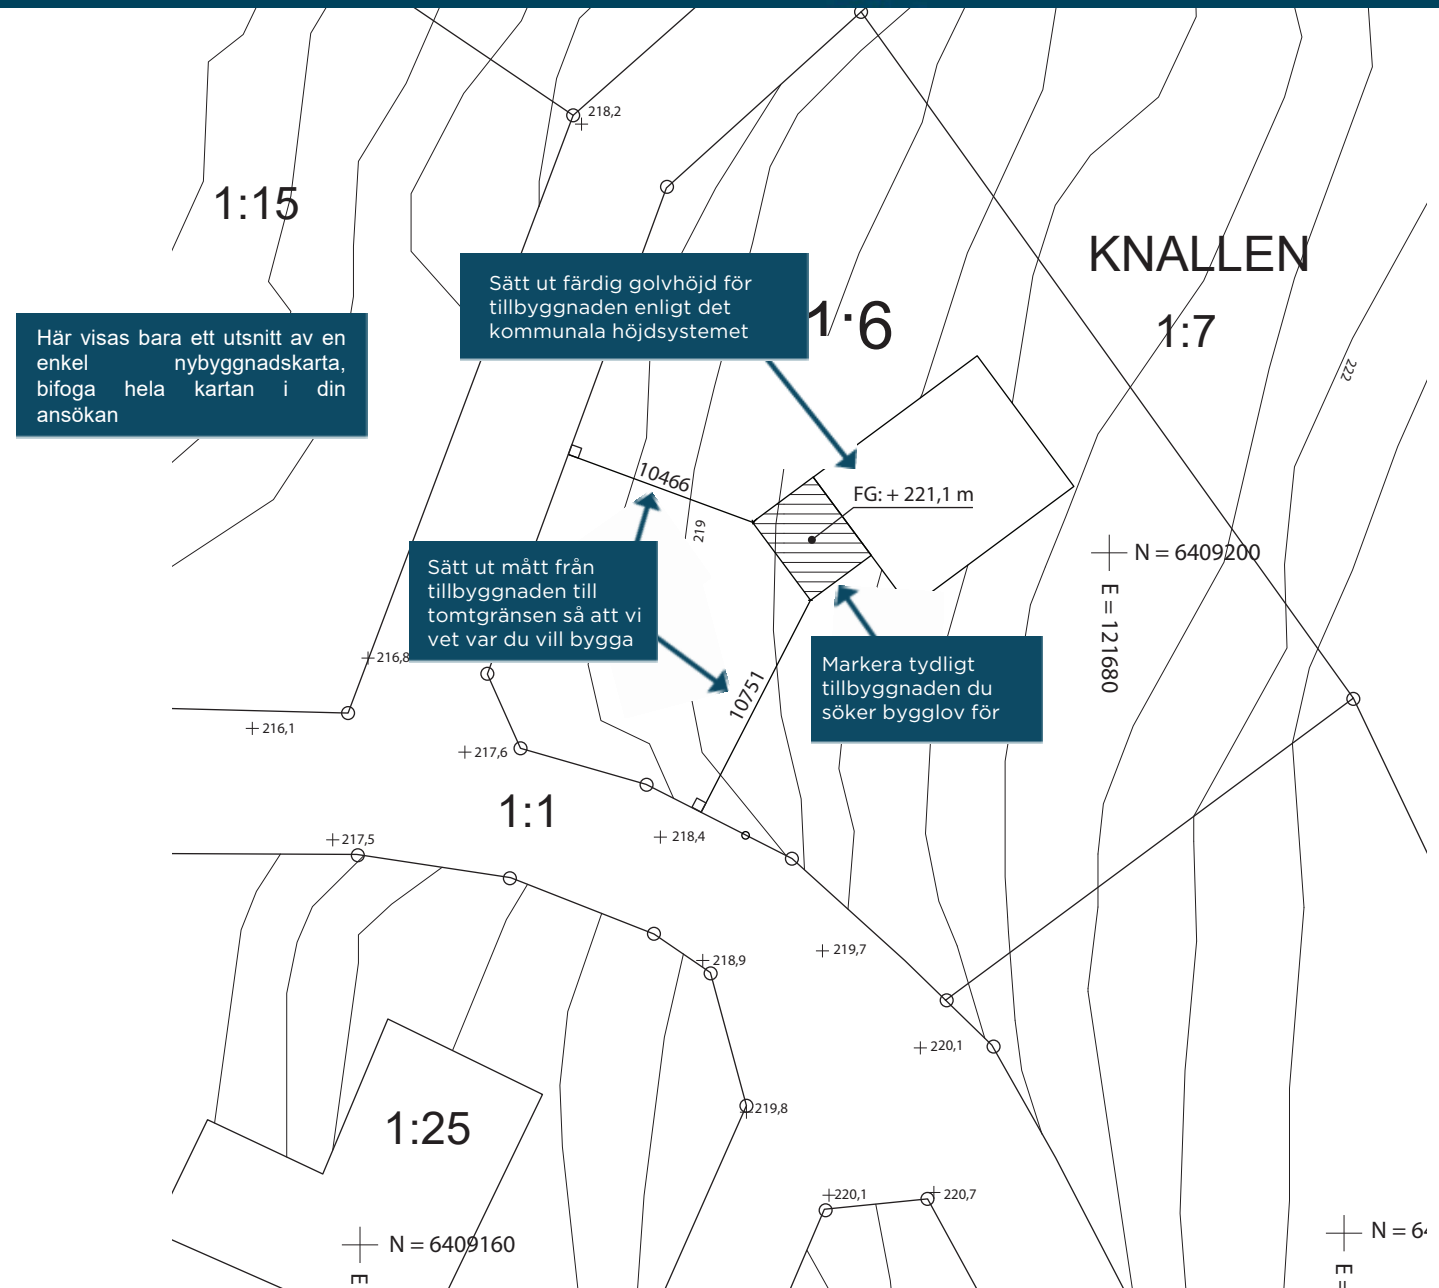 218,2
1:15
KNALLEN
Sätt ut färdig golvhöjd för
tillbyggnaden enligt det
kommunala höjdsystemet
1:6
1:7
Här visas bara ett utsnitt av en
enkel nybyggnadskarta,
bifoga hela kartan i din
ansökan
222
10466
FG: + 221,1 m
219
N = 6409200
E = 121680
Sätt ut mått från
tillbyggnaden till
tomtgränsen så att vi
vet var du vill bygga
216,8
Markera tydligt
tillbyggnaden du
söker bygglov för
10751
216,1
217,6
1:1
217,5
218,4
219,7
218,9
220,1
219,8
1:25
220,1
220,7
N = 6409160
E
N = 64
E =